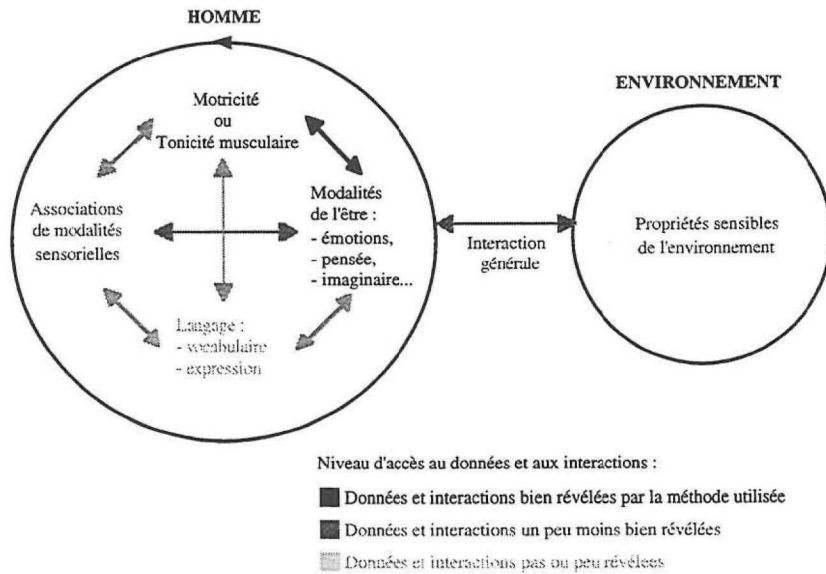 HOMME
ENVIRONNEMENT
Motricité
ou
Tonicité musculaire
Associations
de modalités
sensorielles
Modalités
de l'être :
- émotions,
- pensée,
- imaginaire...
Langage :
- vocabulaire
- expression
Interaction
générale
Propriétés sensibles
de l'environnement
Niveau d'accès au données et aux interactions :
Données et interactions bien révélées par la méthode utilisée
Données et interactions un peu moins bien révélées
Données et interactions pas ou peu révélees